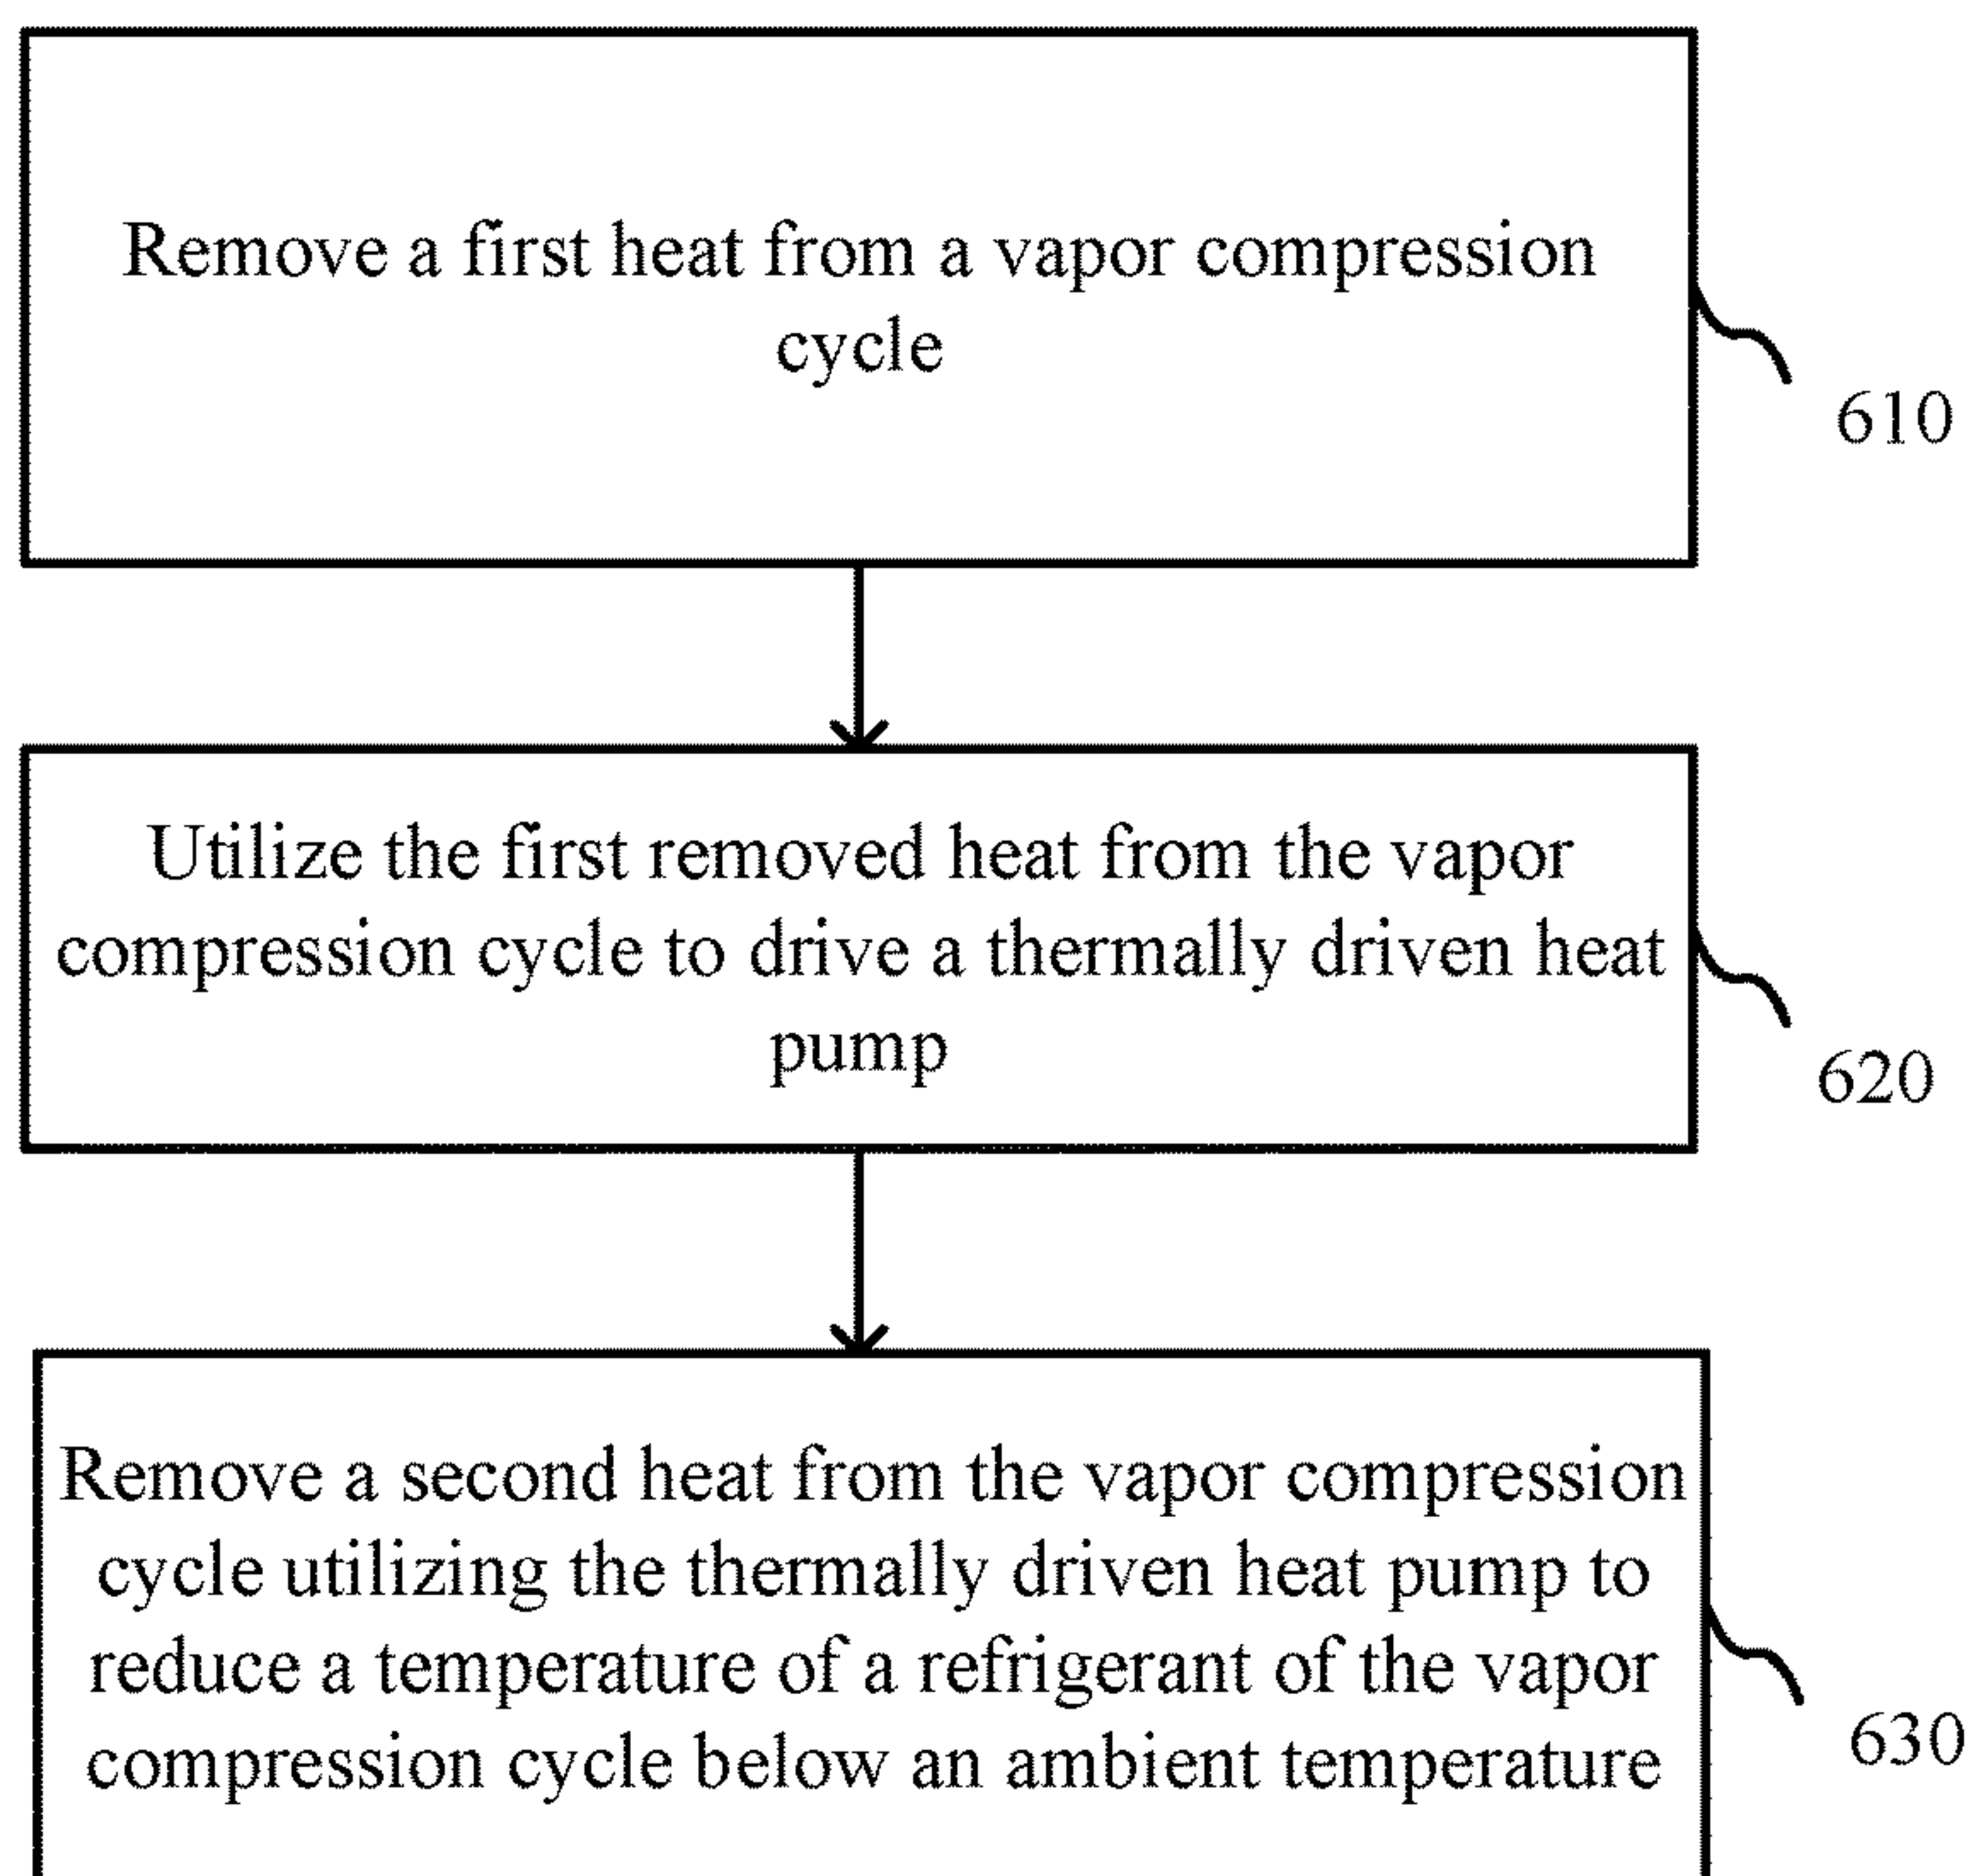 Remove a first heat from a vapor compression
cycle
610
Utilize the first removed heat from the vapor
compression cycle to drive a thermally driven heat
pump
620
Remove a second heat from the vapor compression
cycle utilizing the thermally driven heat pump to
reduce a temperature of a refrigerant of the vapor
compression cycle below an ambient temperature
630